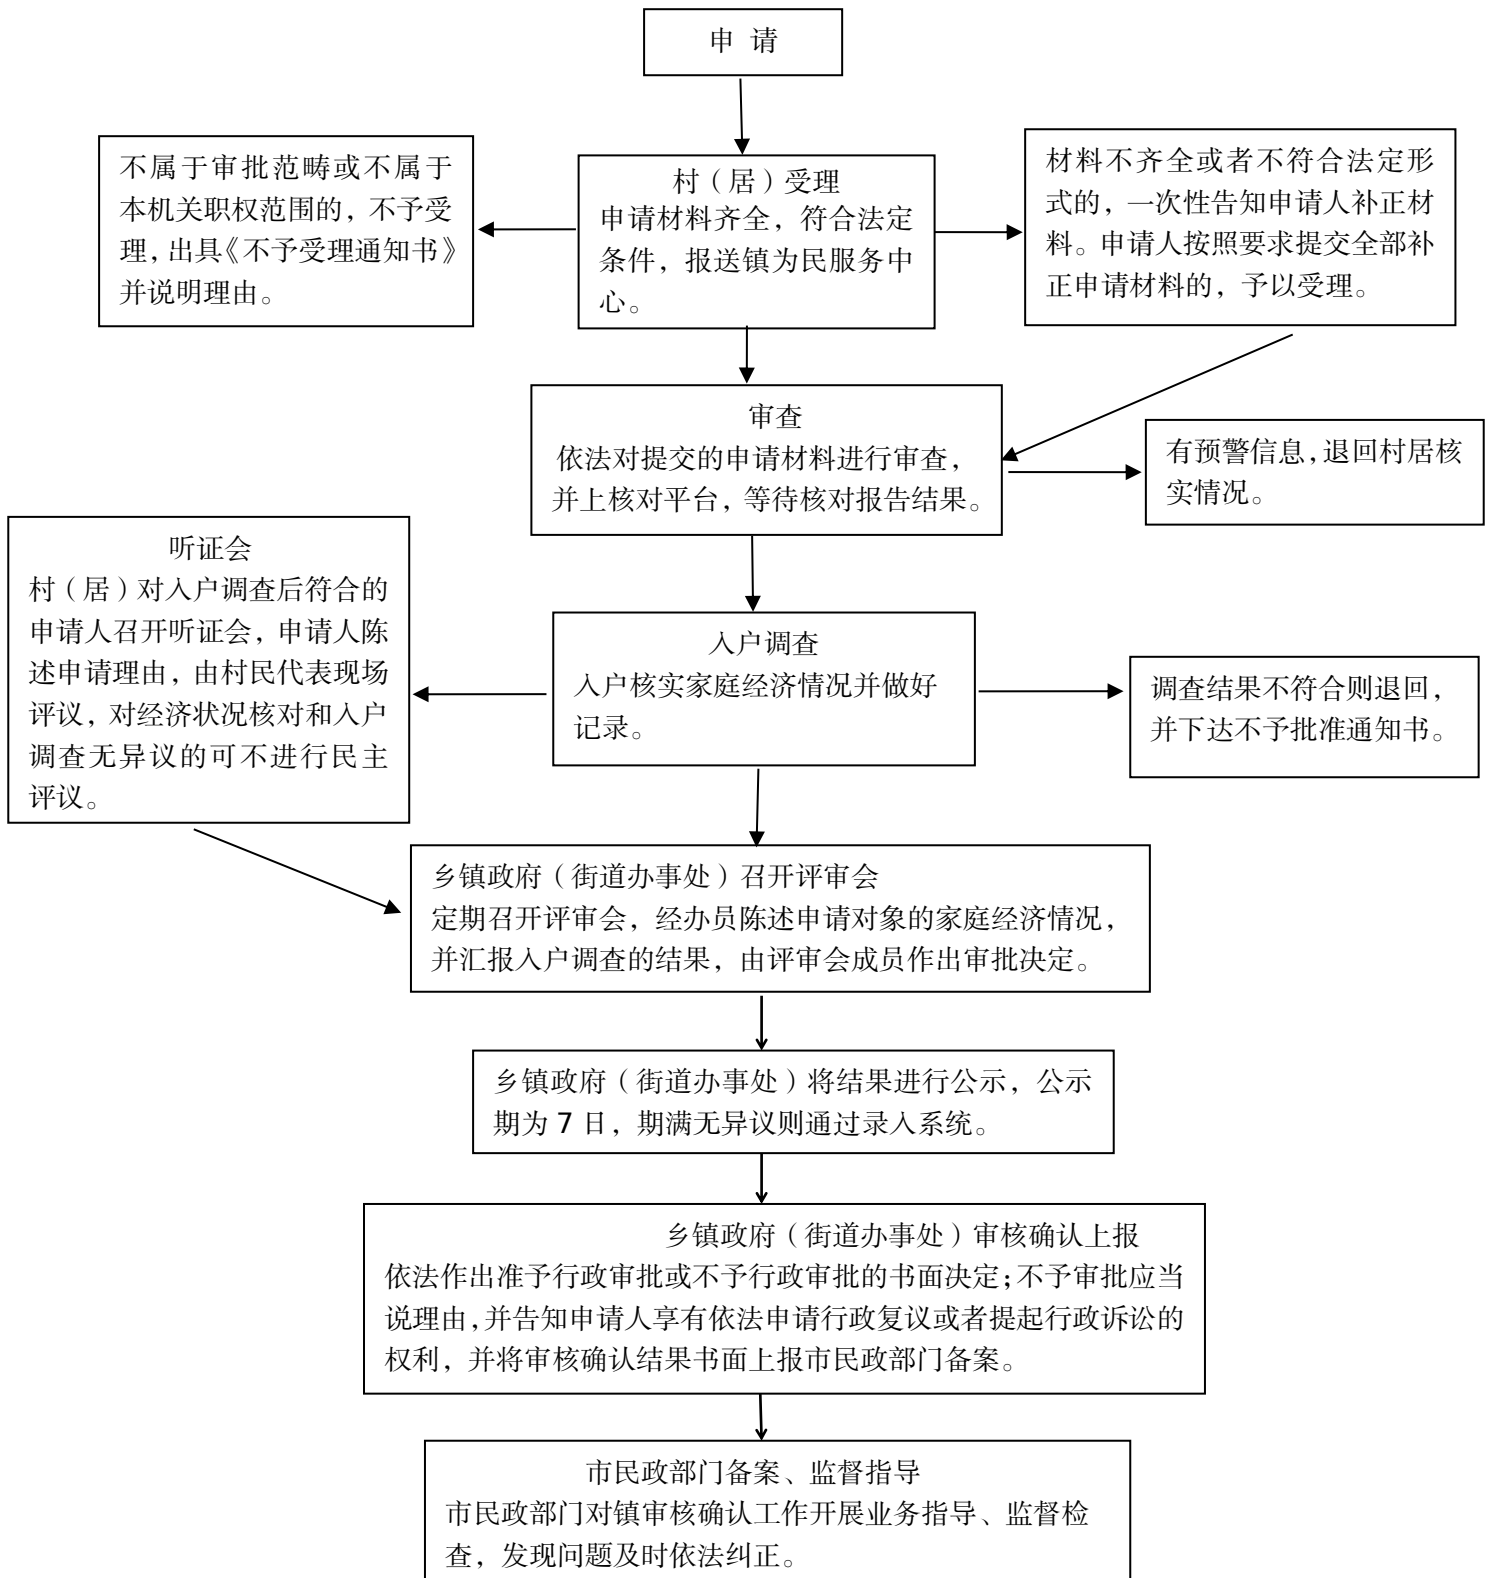 申 请
不属于审批范畴或不属于
本机关职权范围的，不予受
理，出具《不予受理通知书》
并说明理由。
村（居）受理
申请材料齐全，符合法定
条件，报送镇为民服务中
心。
材料不齐全或者不符合法定形
式的，一次性告知申请人补正材
料。申请人按照要求提交全部补
正申请材料的，予以受理。
审查
依法对提交的申请材料进行审查，
并上核对平台，等待核对报告结果。
有预警信息，退回村居核
实情况。
听证会
村（居）对入户调查后符合的
申请人召开听证会，申请人陈
述申请理由，由村民代表现场
评议，对经济状况核对和入户
调查无异议的可不进行民主
评议。
入户调查
入户核实家庭经济情况并做好
记录。
调查结果不符合则退回，
并下达不予批准通知书。
乡镇政府（街道办事处）召开评审会
定期召开评审会，经办员陈述申请对象的家庭经济情况，
并汇报入户调查的结果，由评审会成员作出审批决定。
乡镇政府（街道办事处）将结果进行公示，公示
期为 7 日，期满无异议则通过录入系统。
乡镇政府（街道办事处）审核确认上报
依法作出准予行政审批或不予行政审批的书面决定；不予审批应当
说理由，并告知申请人享有依法申请行政复议或者提起行政诉讼的
权利，并将审核确认结果书面上报市民政部门备案。
市民政部门备案、监督指导
市民政部门对镇审核确认工作开展业务指导、监督检
查，发现问题及时依法纠正。